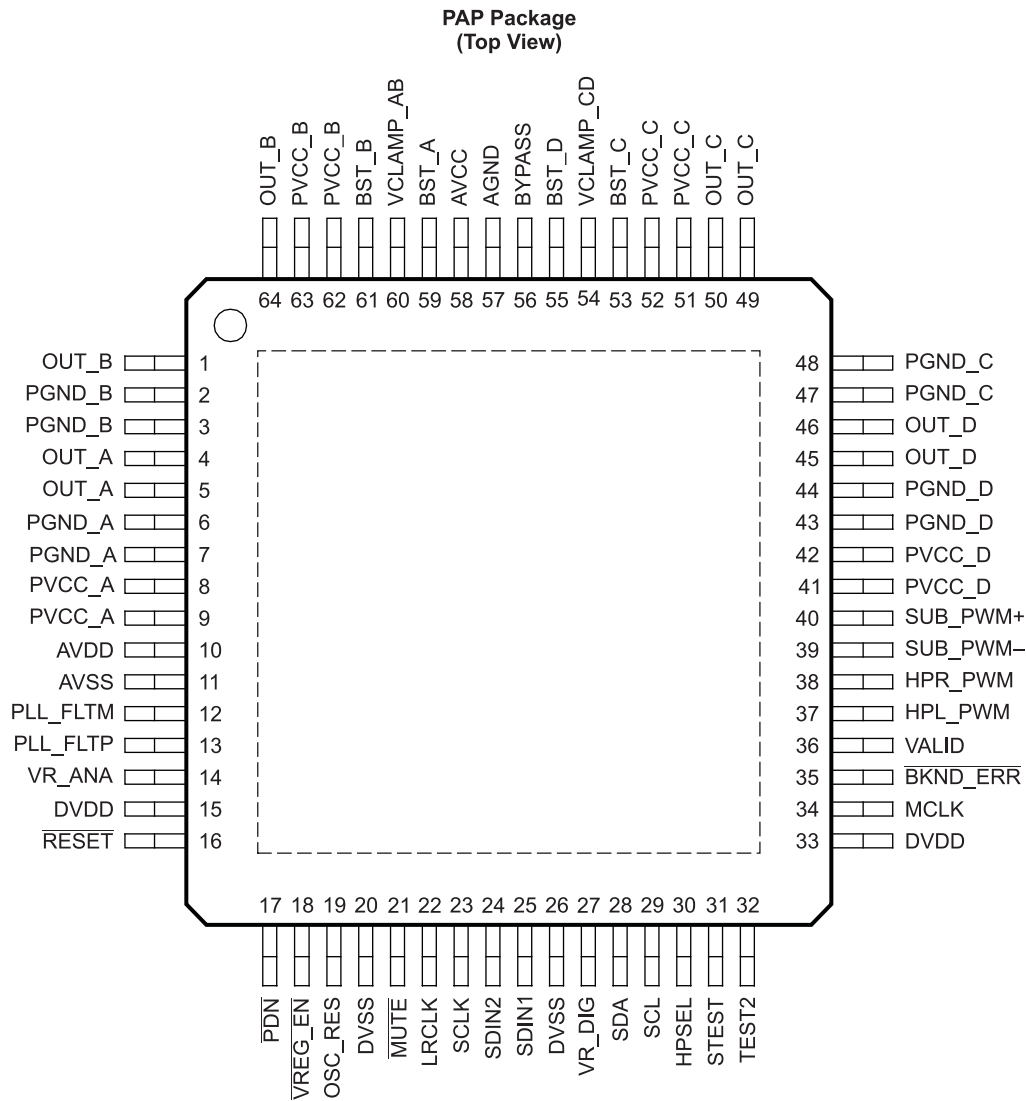 PAP Package
(Top View)
OUT_B
PVCC_B
PVCC_B
BST_B
VCLAMP_AB
BST_A
AVCC
AGND
BYPASS
BST_D
VCLAMP_CD
BST_C
PVCC_C
PVCC_C
OUT_C
OUT_C
64 63 62 61 60 59 58 57 56 55 54 53 52 51 50 49
OUT_B 1
PGND_B 2
PGND_B 3
OUT_A 4
OUT_A 5
PGND_A 6
PGND_A 7
PVCC_A 8
PVCC_A 9
AVDD 10
AVSS 11
PLL_FLTM 12
PLL_FLTP 13
VR_ANA 14
DVDD 15
RESET 16
48 PGND_C
47 PGND_C
46 OUT_D
45 OUT_D
44 PGND_D
43 PGND_D
42 PVCC_D
41 PVCC_D
40 SUB_PWM+
39 SUB_PWM–
38 HPR_PWM
37 HPL_PWM
36 VALID
35 BKND_ERR
34 MCLK
33 DVDD
17 18 19 20 21 22 23 24 25 26 27 28 29 30 31 32
PDN
VREG_EN
OSC_RES
DVSS
MUTE
LRCLK
SCLK
SDIN2
SDIN1
DVSS
VR_DIG
SDA
SCL
HPSEL
STEST
TEST2